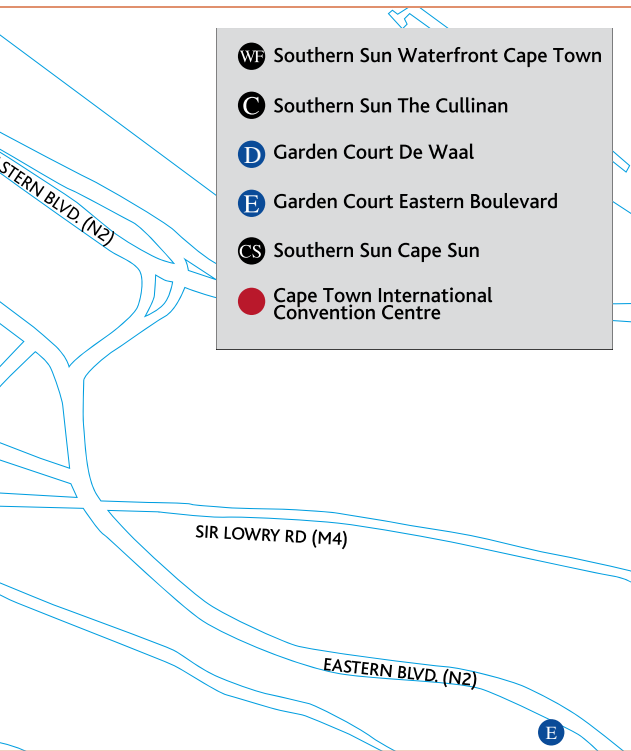 WF Southern Sun Waterfront Cape Town
C Southern Sun The Cullinan
D Garden Court De Waal
E Garden Court Eastern Boulevard
CS Southern Sun Cape Sun
Cape Town International
Convention Centre
STERN BLVD. (N2)
SIR LOWRY RD (M4)
EASTERN BLVD. (N2)
E